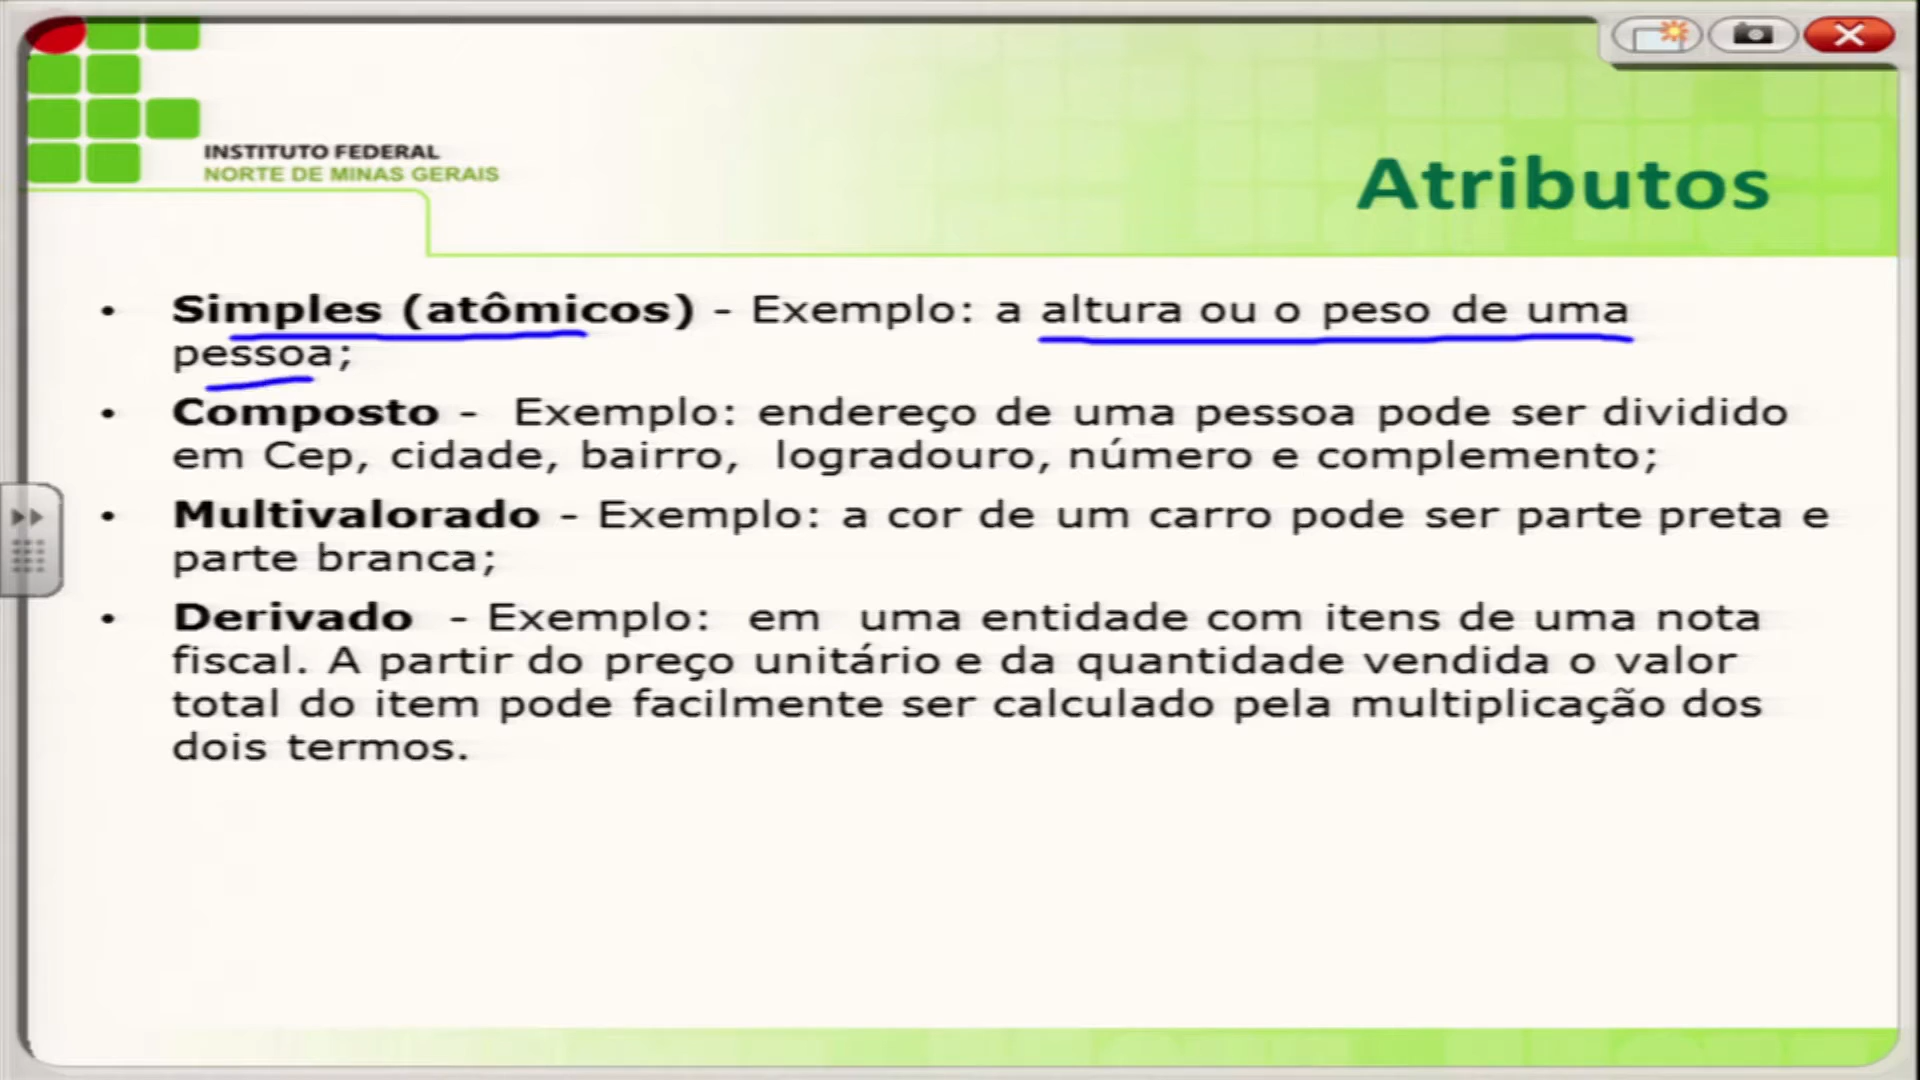 INSTITUTO FEDERAL
NORTE DE MINAS GERAIS
Atributos
• Simples (atômicos) - Exemplo: a altura ou o peso de uma
pessoa;
• Composto - Exemplo: endereço de uma pessoa pode ser dividido
em Cep, cidade, bairro, logradouro, número e complemento;
• Multivalorado - Exemplo: a cor de um carro pode ser parte preta e
parte branca;
• Derivado - Exemplo: em uma entidade com itens de uma nota
fiscal. A partir do preço unitário e da quantidade vendida o valor
total do item pode facilmente ser calculado pela multiplicação dos
dois termos.